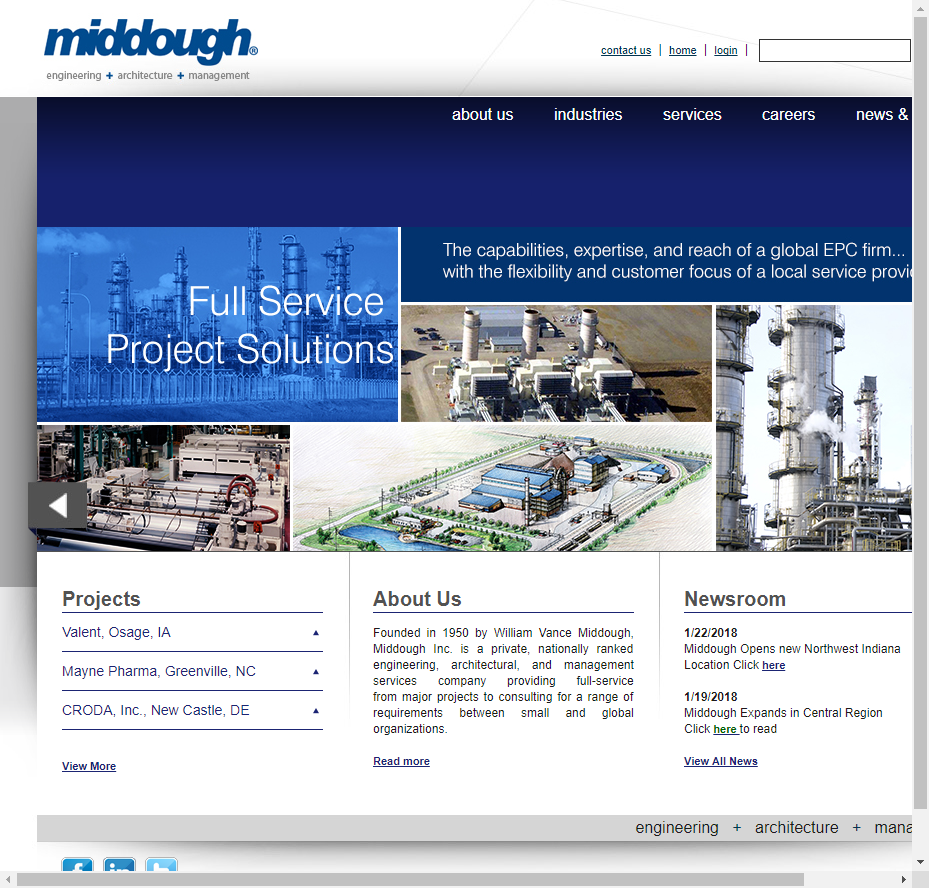 middough®
engineering + architecture + management
contact us | home | login |
about us industries services careers news &
Full Service
Project Solutions
The capabilities, expertise, and reach of a global EPC firm...
with the flexibility and customer focus of a local service provi
Projects
Valent, Osage, IA
Mayne Pharma, Greenville, NC
CRODA, Inc., New Castle, DE
View More
About Us
Founded in 1950 by William Vance Middough,
Middough Inc. is a private, nationally ranked
engineering, architectural, and management
services company providing full-service
from major projects to consulting for a range of
requirements between small and global
organizations.
Read more
Newsroom
1/22/2018
Middough Opens new Northwest Indiana
Location Click here
1/19/2018
Middough Expands in Central Region
Click here to read
View All News
engineering + architecture + mana